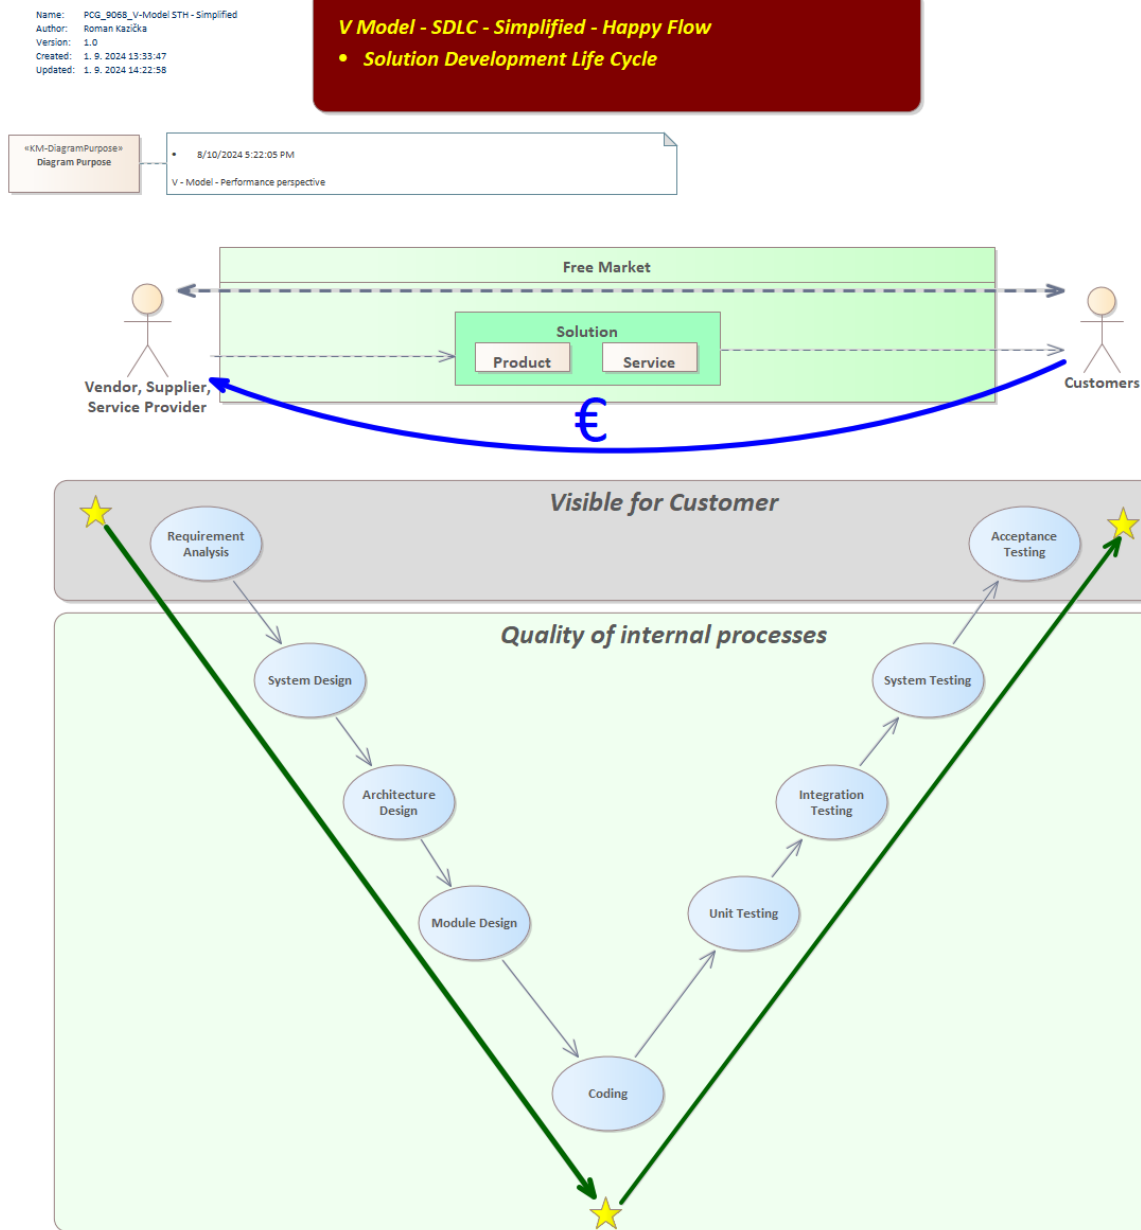 Name: PCG_9068_V-Model STH - Simplified
Author: Roman Kazička
Version: 1.0
Created: 1. 9. 2024 13:33:47
Updated: 1. 9. 2024 14:22:58
V Model - SDLC - Simplified - Happy Flow
• Solution Development Life Cycle
«KM-DiagramPurpose»
Diagram Purpose
• 8/10/2024 5:22:05 PM
V - Model - Performance perspective
Free Market
Solution
Product
Service
Vendor, Supplier,
Service Provider
Customers
€
Visible for Customer
Requirement
Analysis
Acceptance
Testing
Quality of internal processes
System Design
System Testing
Architecture
Design
Integration
Testing
Module Design
Unit Testing
Coding